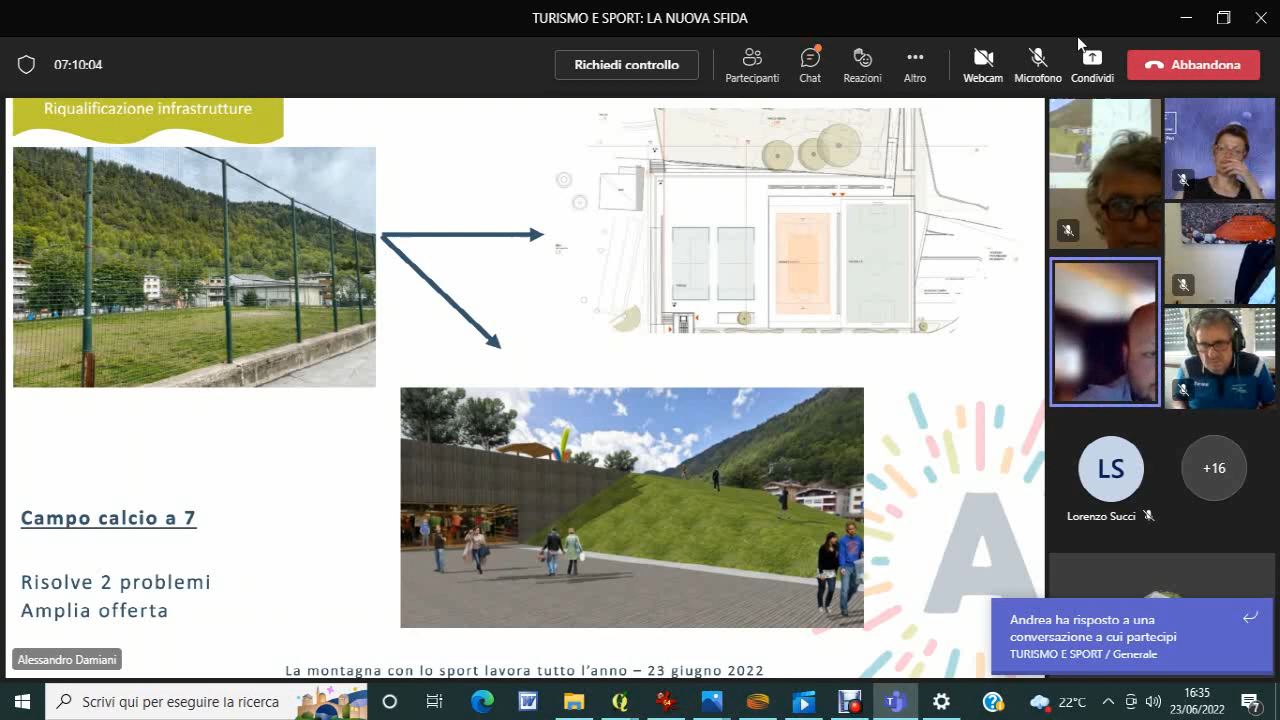 TURISMO E SPORT: LA NUOVA SFIDA
07:10:04
Richiedi controllo
Partecipanti
Chat
Reazioni
Altro
Webcam
Microfono
Condividi
Abbandona
Riqualificazione infrastrutture
Campo calcio a 7
Risolve 2 problemi
Amplia offerta
A
Alessandro Damiani
La montagna con lo sport lavora tutto l'anno – 23 giugno 2022
LS
+16
Lorenzo Succi
Andrea ha risposto a una
conversazione a cui partecipi
TURISMO E SPORT / Generale
Scrivi qui per eseguire la ricerca
22°C
16:35
23/06/2022
7